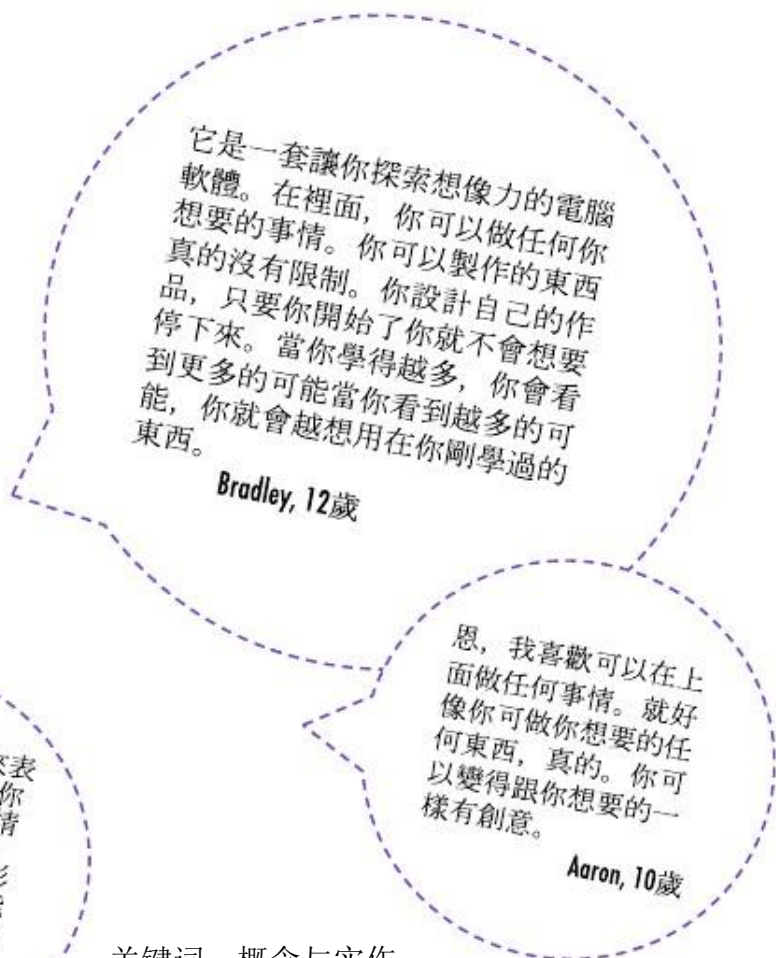 它是一套讓你探索想像力的電腦
軟體。在裡面，你可以做任何你
想要的事情。你可以製作的東西
真的沒有限制。你設計自己的作
品，只要你開始了你就不會想要
停下來。當你學得越多，你會看
到更多的可能當你看到越多的可
能，你就會越想用在你剛學過的
東西。
Bradley, 12歲
恩，我喜歡可以在上
面做任何事情。就好
像你可做你想要的任
何東西，真的。你可
以變得跟你想要的一
樣有創意。
Aaron, 10歲
表
你
情